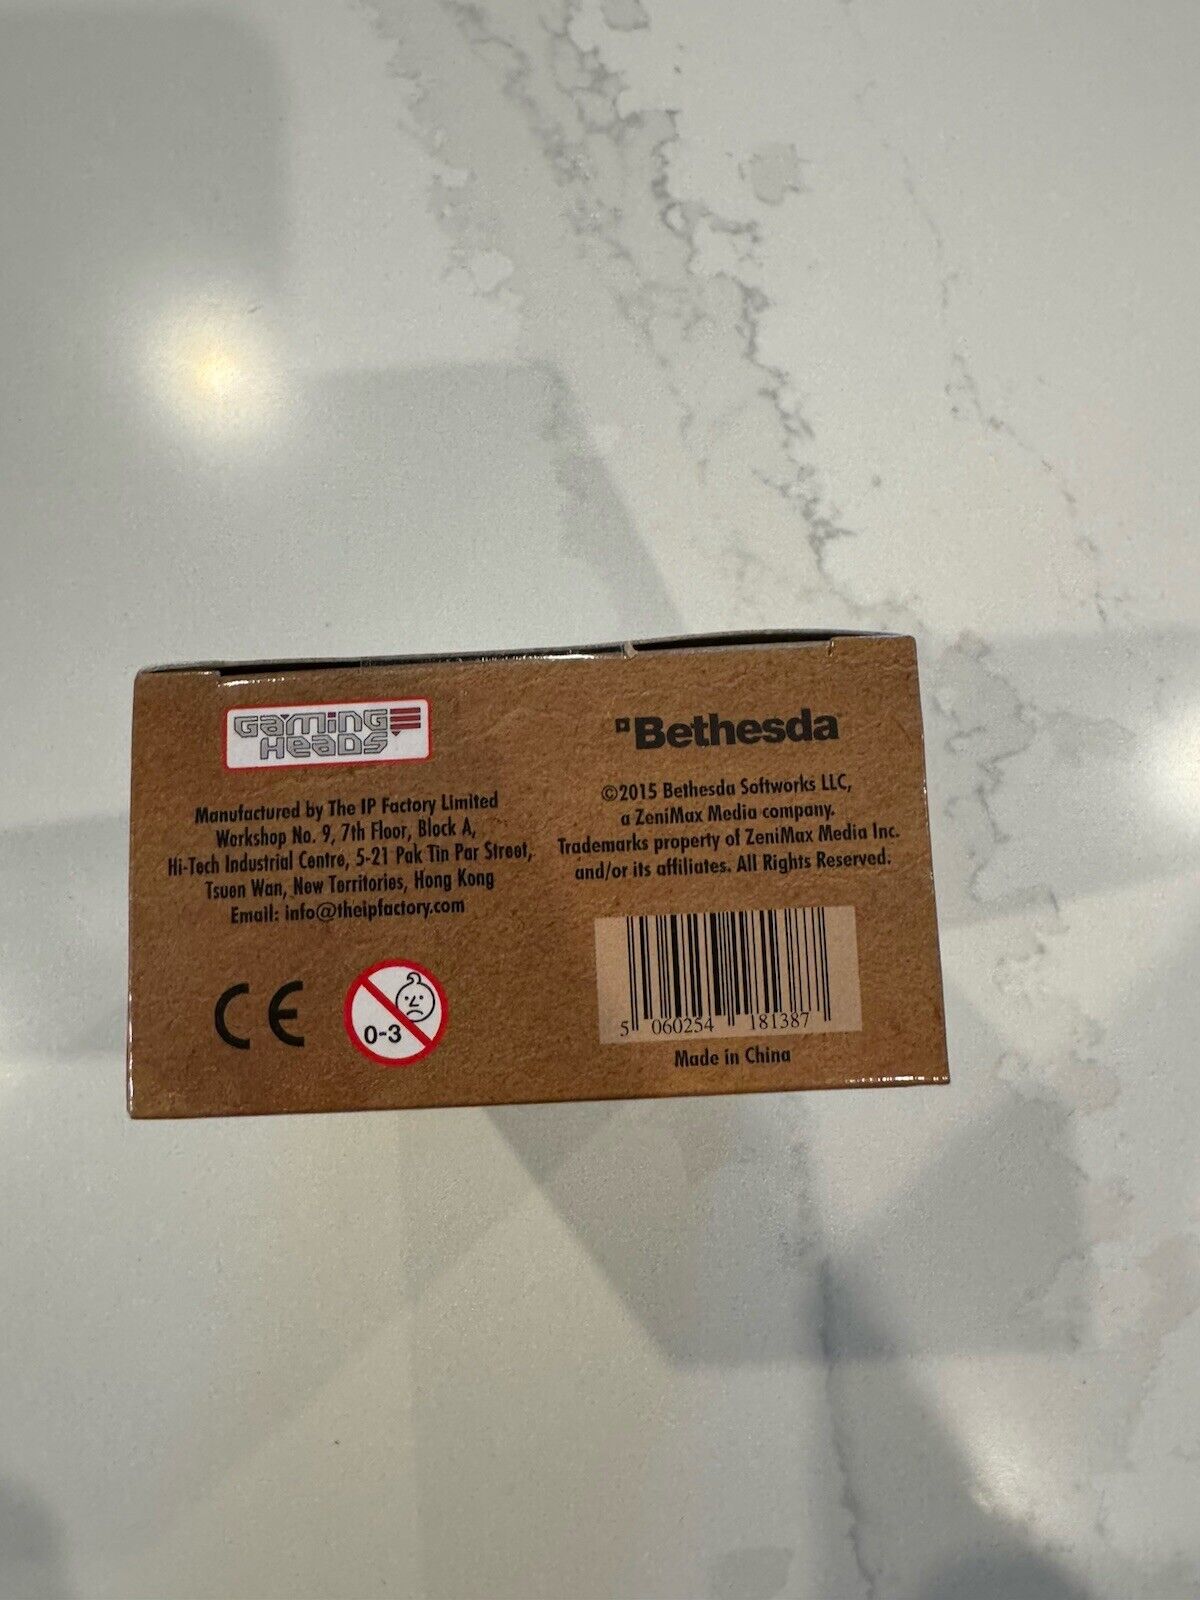 GAMING
HEADS
Manufactured by The IP Factory Limited
Workshop No. 9, 7th Floor, Block A,
Hi-Tech Industrial Centre, 5-21 Pak Tin Par Street,
Tsuen Wan, New Territories, Hong Kong
Email: info@theipfactory.com
CE
0-3
Bethesda
©2015 Bethesda Softworks LLC,
a ZeniMax Media company.
Trademarks property of ZeniMax Media Inc.
and/or its affiliates. All Rights Reserved.
5 060254 181387
Made in China